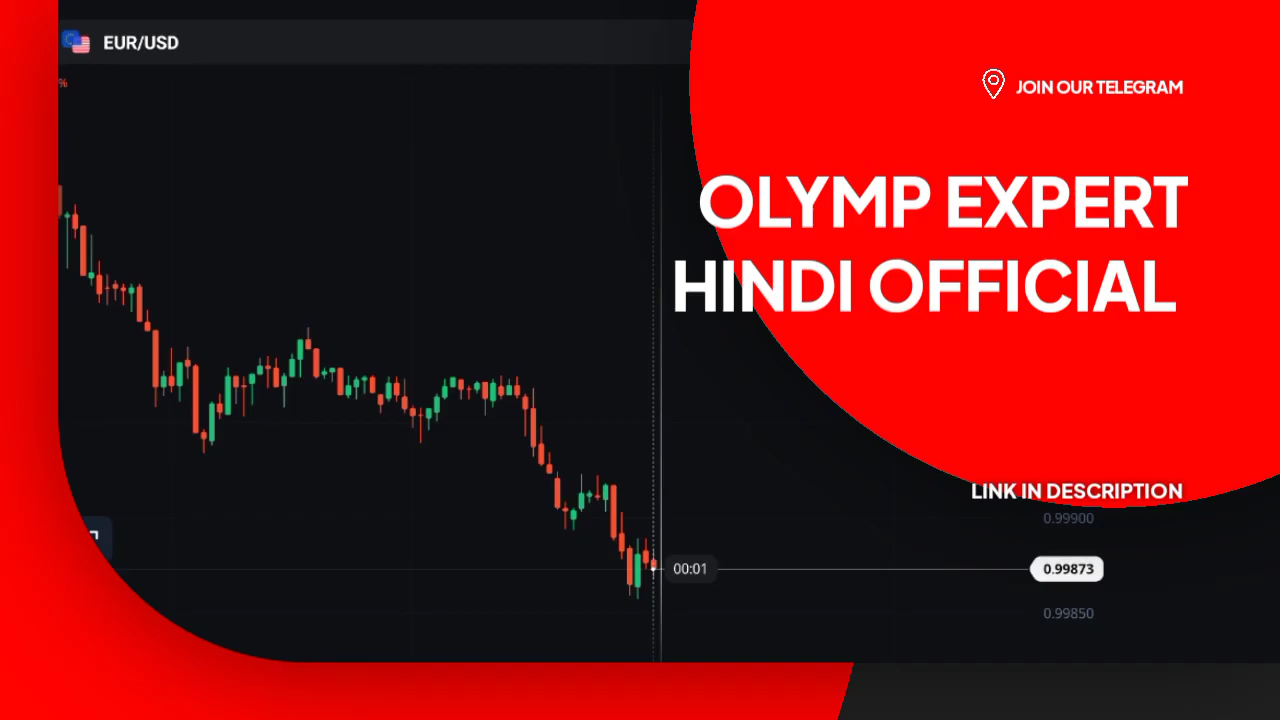 EUR/USD
%
JOIN OUR TELEGRAM
OLYMP EXPERT
HINDI OFFICIAL
LINK IN DESCRIPTION
0.99900
00:01
0.99873
0.99850